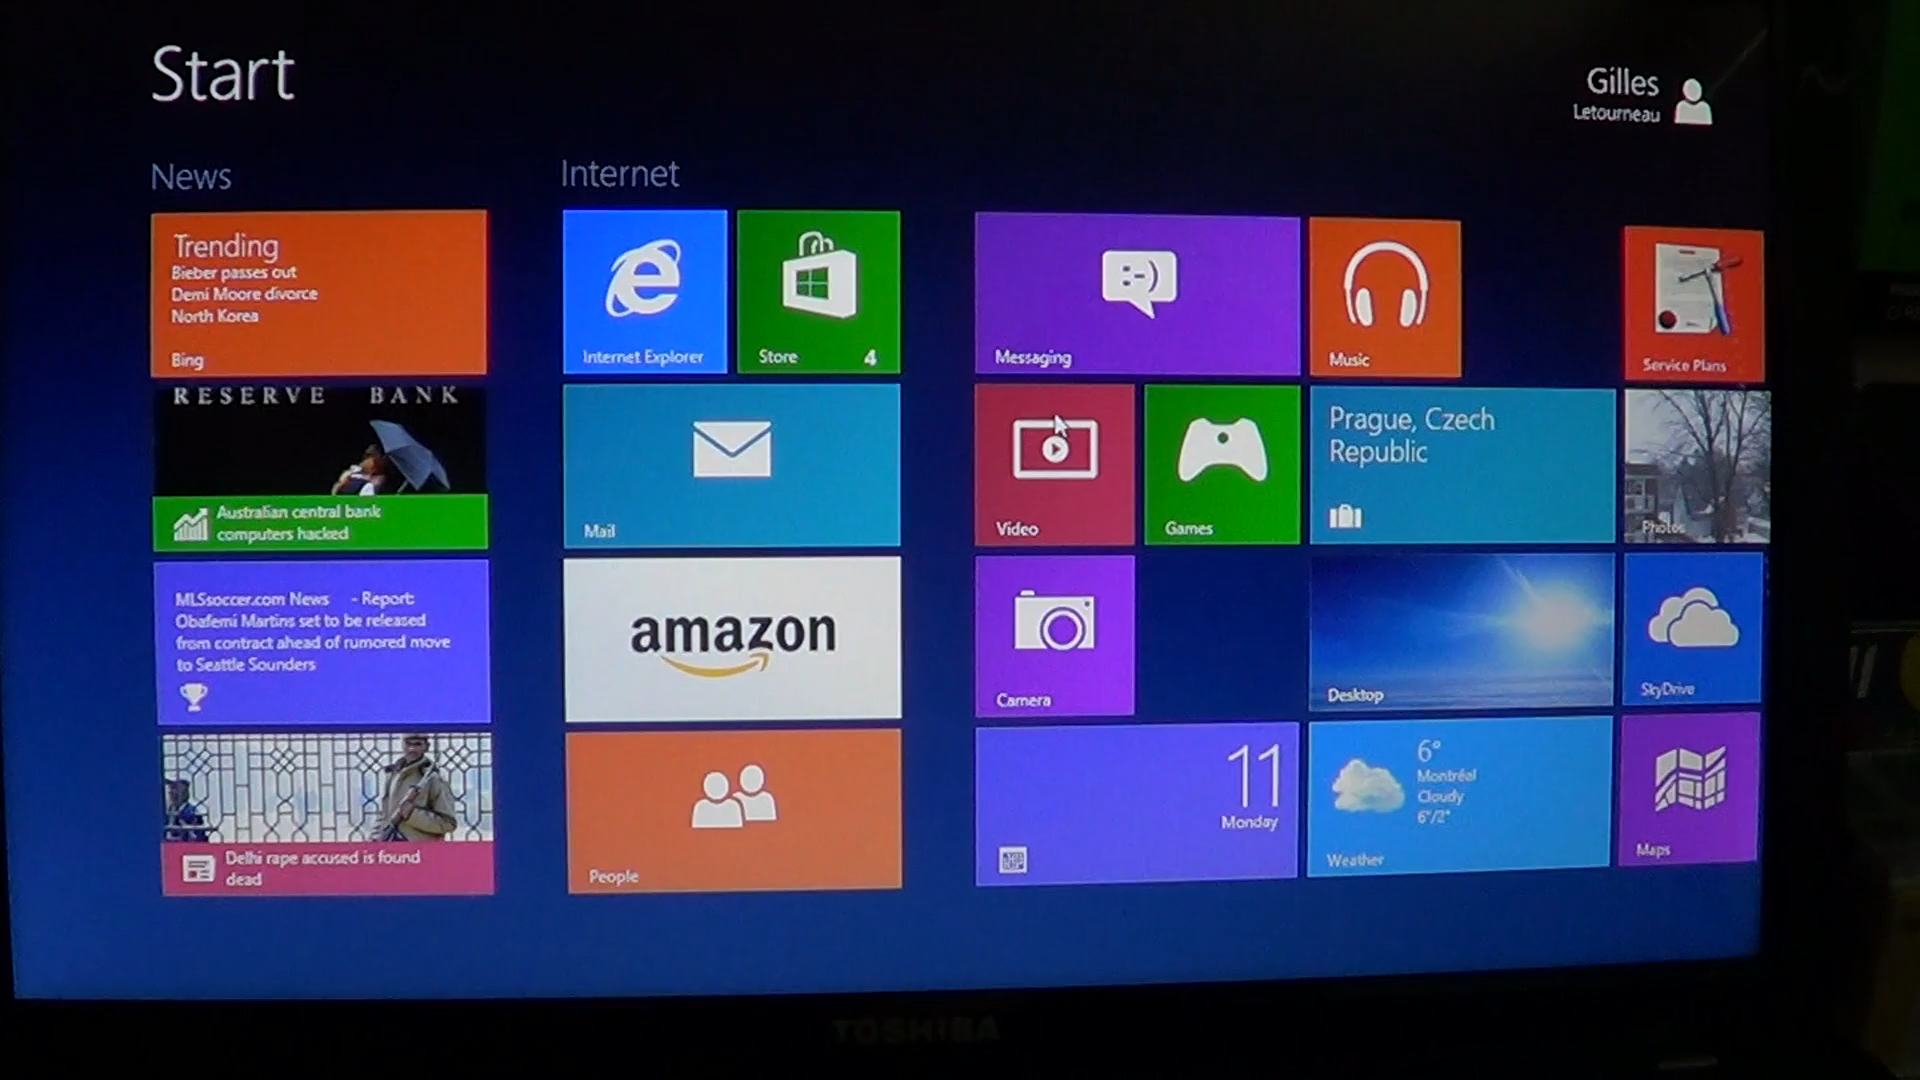 Start
Gilles
Letourneau
News
Internet
Trending
Bieber passes out
Demi Moore divorce
North Korea
Bing
Internet Explorer
Store
4
Messaging
Music
Service Plans
RESERVE BANK
Australian central bank
computers hacked
Mail
Video
Games
Prague, Czech
Republic
Photos
MLSsoccer.com News - Report:
Obafemi Martins set to be released
from contract ahead of rumored move
to Seattle Sounders
amazon
Camera
Desktop
SkyDrive
Delhi rape accused is found
dead
People
11
Monday
6°
Montréal
Cloudy
6°/2°
Weather
Maps
TOSHIBA